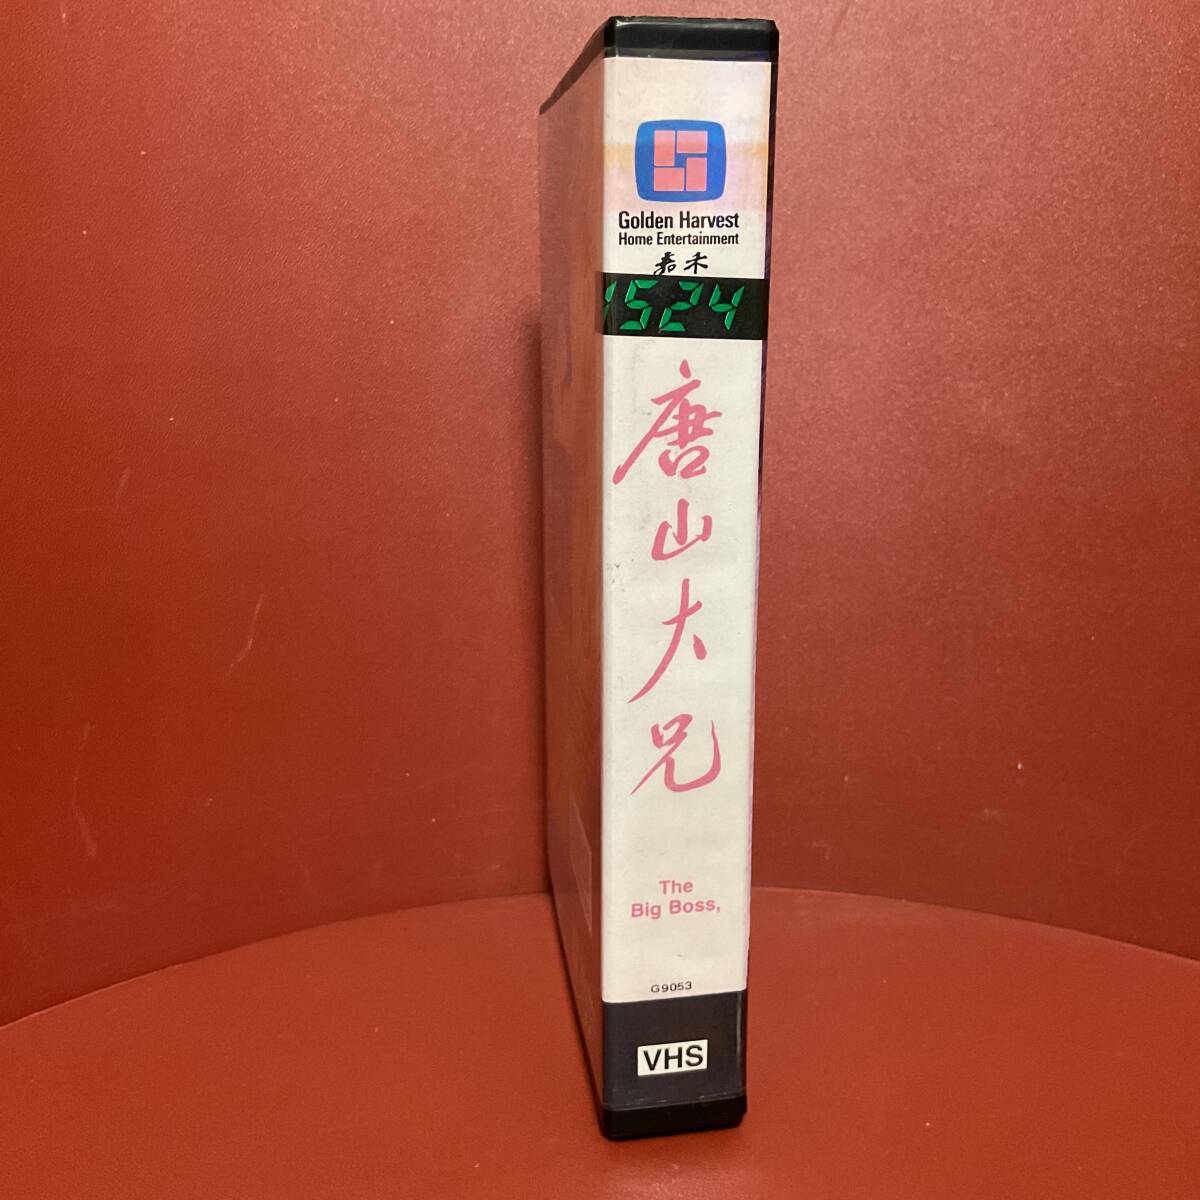 Golden Harvest
Home Entertainment
嘉禾
1524
唐山大兄
The
Big Boss,
G9053
VHS